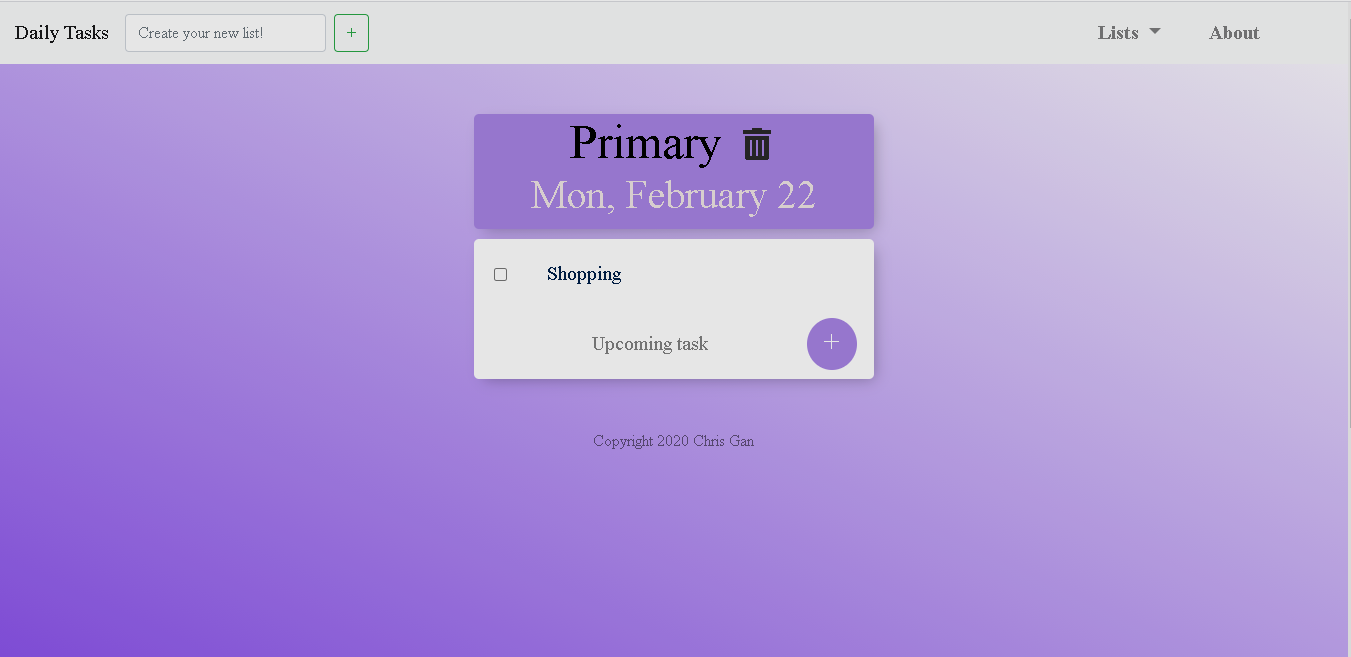 Daily Tasks Create your new list! + Lists About
Primary
Mon, February 22
Shopping
Upcoming task +
Copyright 2020 Chris Gan